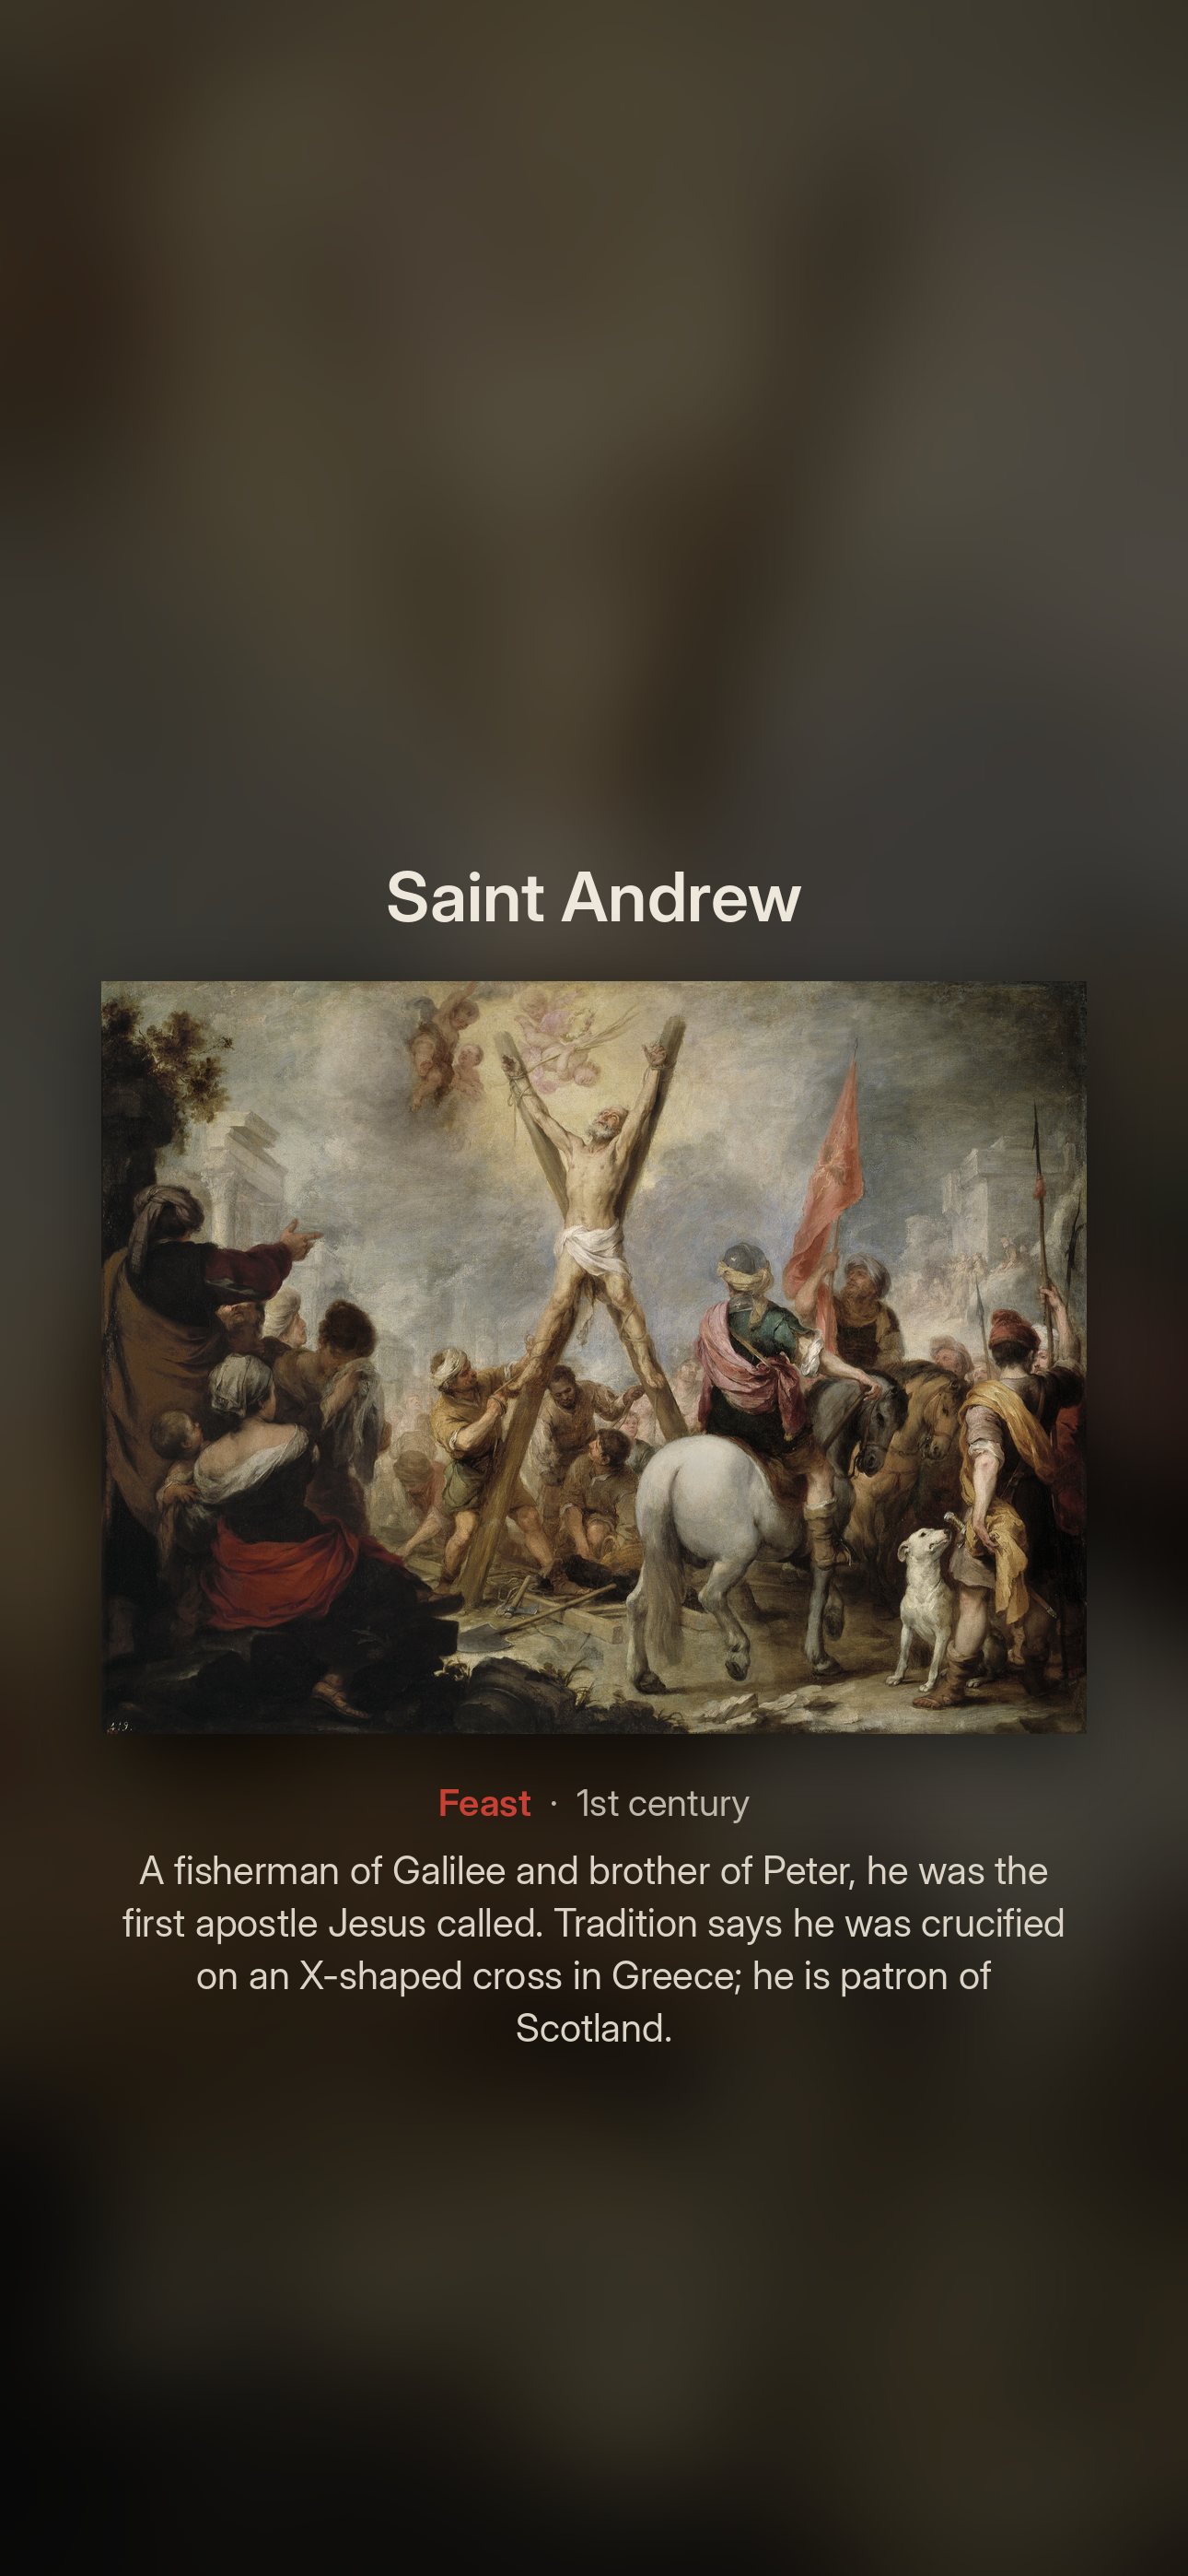 Saint Andrew
Feast · 1st century
A fisherman of Galilee and brother of Peter, he was the
first apostle Jesus called. Tradition says he was crucified
on an X-shaped cross in Greece; he is patron of
Scotland.